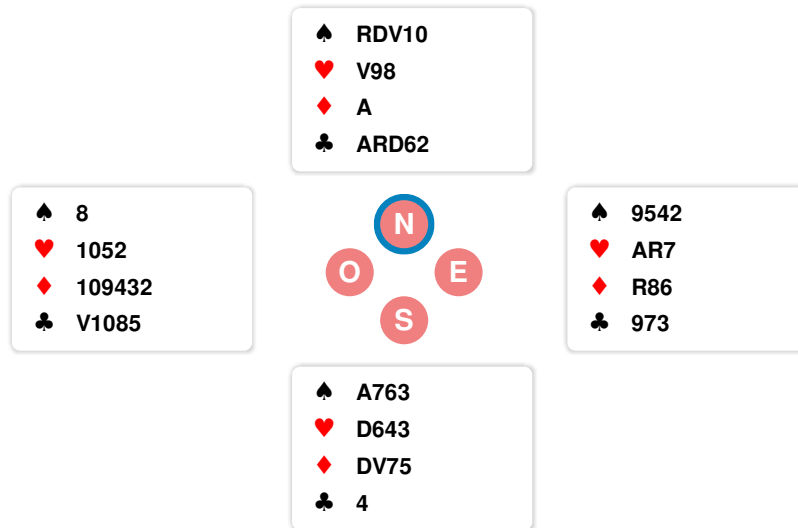 ♠ RDV10
♥ V98
♦ A
♣ ARD62
♠ 8
♥ 1052
♦ 109432
♣ V1085
N
O E
S
♠ 9542
♥ AR7
♦ R86
♣ 973
♠ A763
♥ D643
♦ DV75
♣ 4